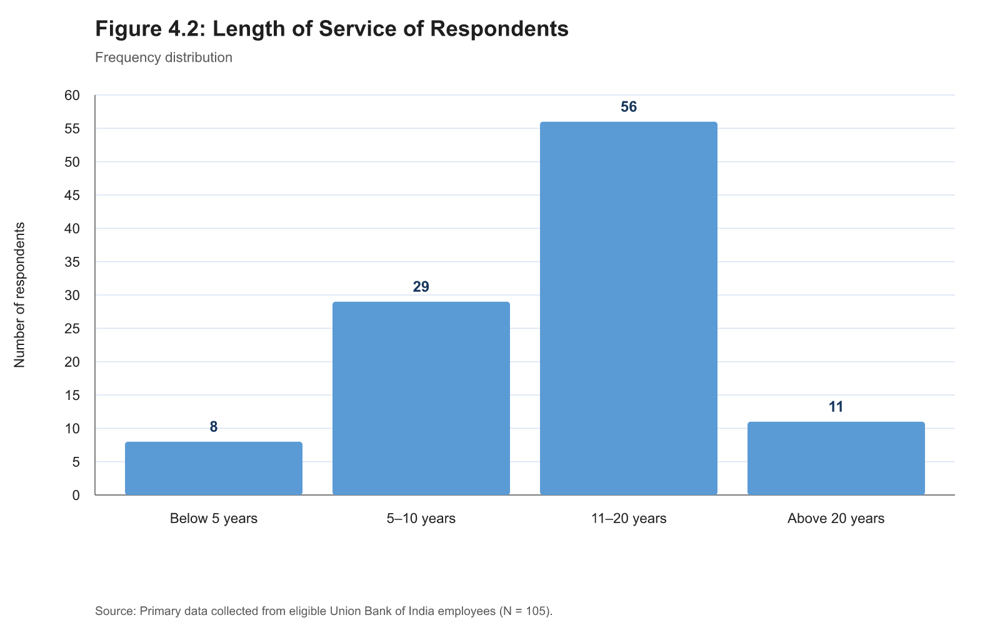 Figure 4.2: Length of Service of Respondents
Frequency distribution
Number of respondents
60
55
50
45
40
35
30
25
20
15
10
5
0
8
29
56
11
Below 5 years
5–10 years
11–20 years
Above 20 years
Source: Primary data collected from eligible Union Bank of India employees (N = 105).